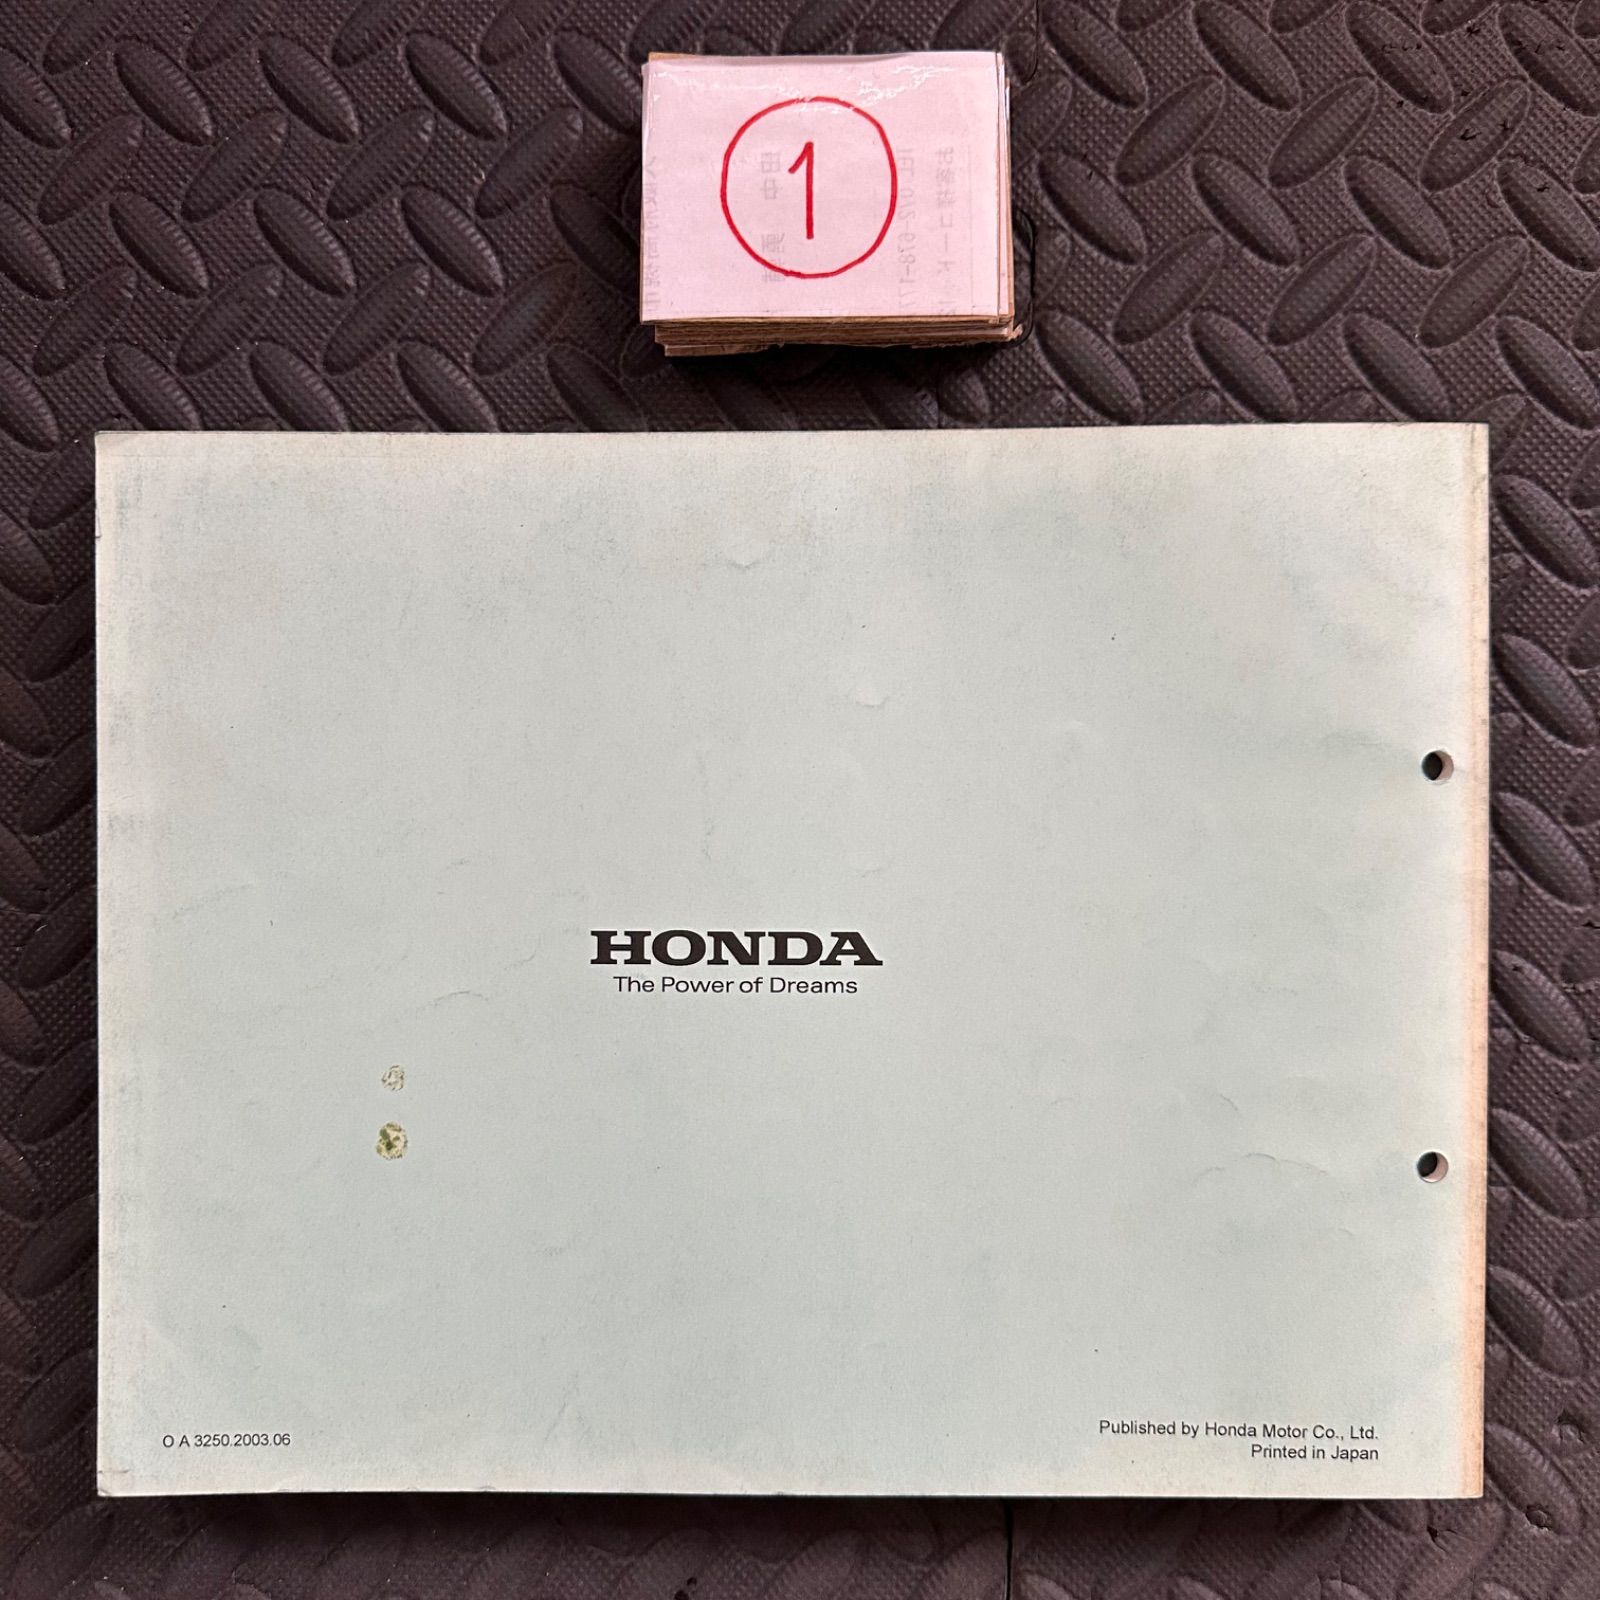 1
HONDA
The Power of Dreams
O A 3250.2003.06
Published by Honda Motor Co., Ltd.
Printed in Japan